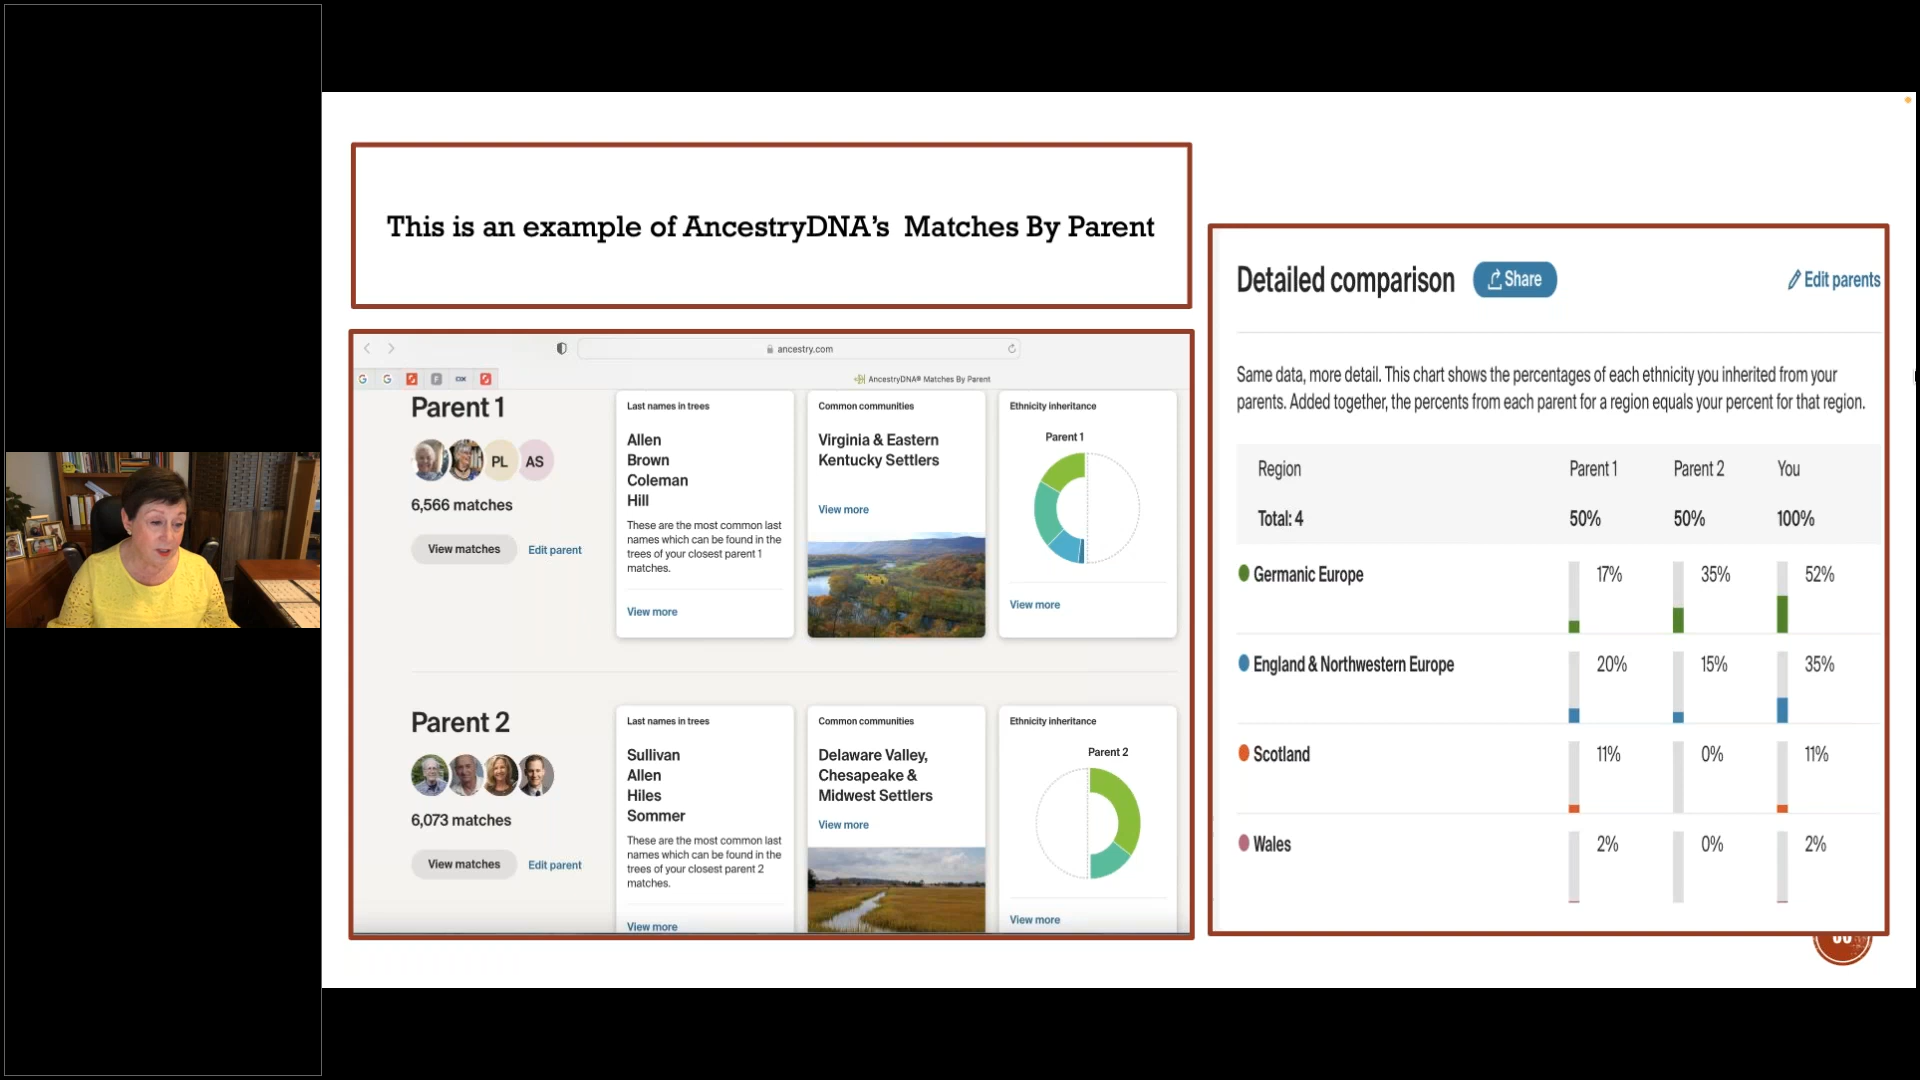 This is an example of AncestryDNA's Matches By Parent
ancestry.com
AncestryDNA® Matches By Parent
Parent 1
PL AS
6,566 matches
View matches Edit parent
Last names in trees
Allen
Brown
Coleman
Hill
These are the most common last
names which can be found in the
trees of your closest parent 1
matches.
View more
Common communities
Virginia & Eastern
Kentucky Settlers
View more
Ethnicity inheritance
Parent 1
View more
Parent 2
6,073 matches
View matches Edit parent
Last names in trees
Sullivan
Allen
Hiles
Sommer
These are the most common last
names which can be found in the
trees of your closest parent 2
matches.
View more
Common communities
Delaware Valley,
Chesapeake &
Midwest Settlers
View more
Ethnicity inheritance
Parent 2
View more
Detailed comparison Share Edit parents
Same data, more detail. This chart shows the percentages of each ethnicity you inherited from your
parents. Added together, the percents from each parent for a region equals your percent for that region.
Region Parent 1 Parent 2 You
Total: 4 50% 50% 100%
Germanic Europe 17% 35% 52%
England & Northwestern Europe 20% 15% 35%
Scotland 11% 0% 11%
Wales 2% 0% 2%